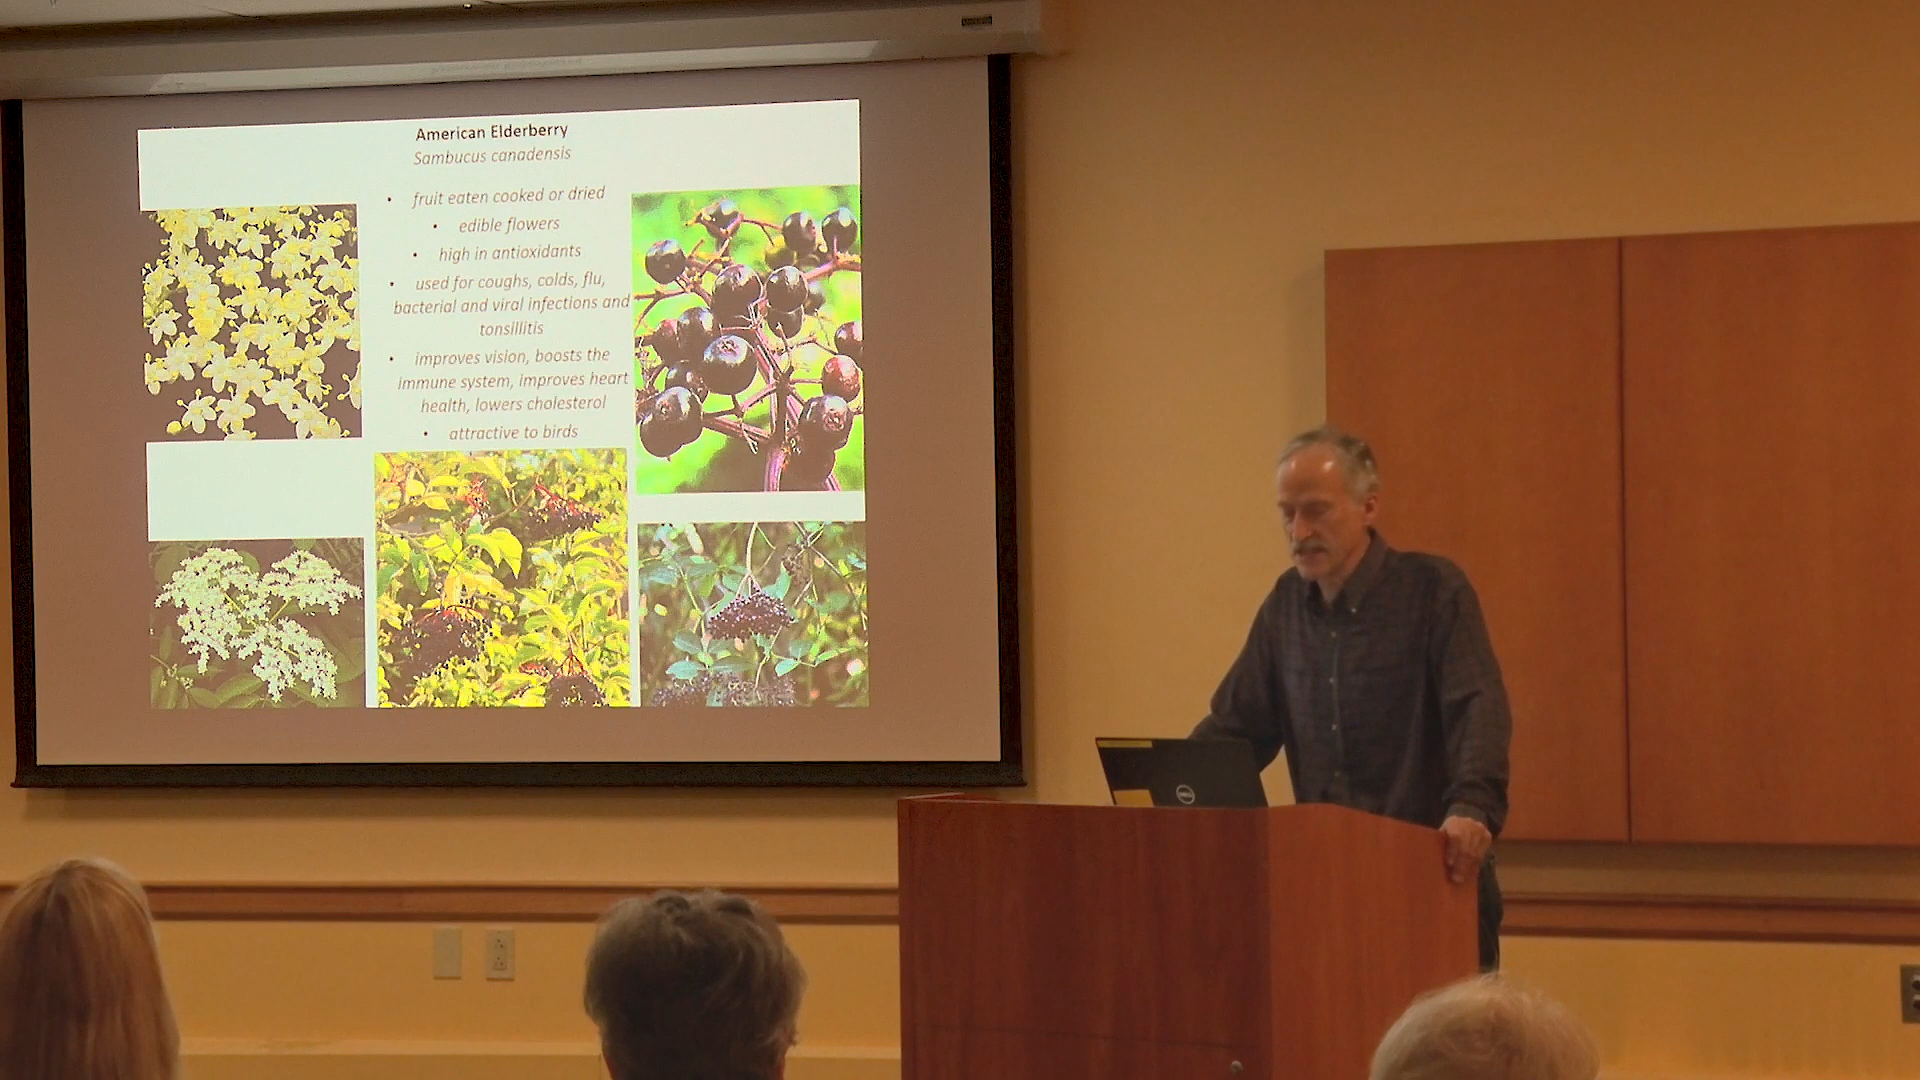 American Elderberry
Sambucus canadensis
• fruit eaten cooked or dried
• edible flowers
• high in antioxidants
• used for coughs, colds, flu,
bacterial and viral infections and
tonsillitis
• improves vision, boosts the
immune system, improves heart
health, lowers cholesterol
• attractive to birds
DELL